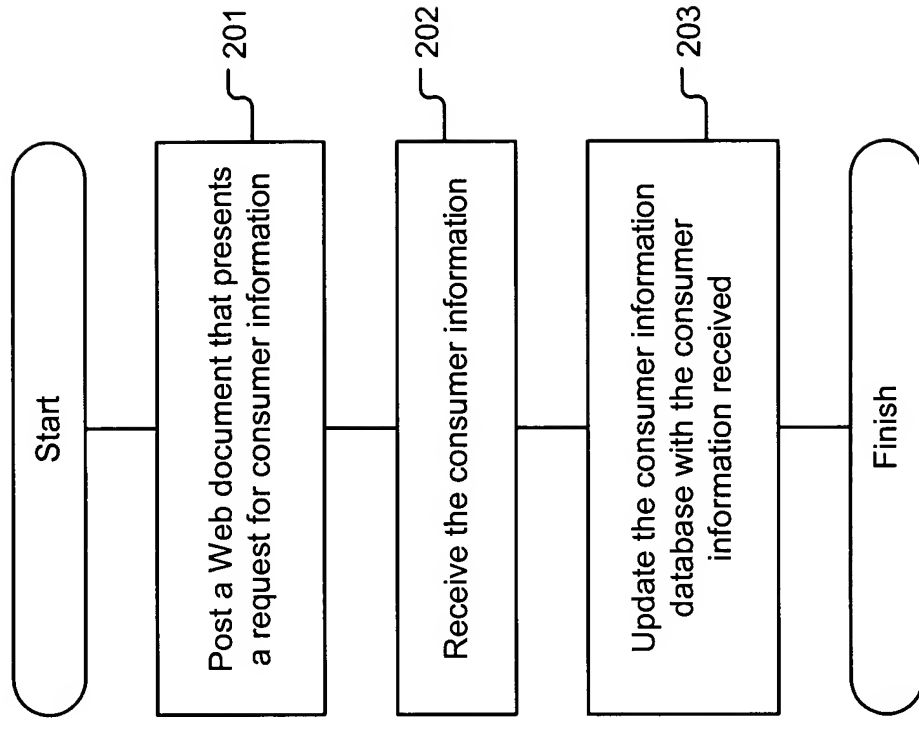 Start
Post a Web document that presents
a request for consumer information
201
Receive the consumer information
202
Update the consumer information
database with the consumer
information received
203
Finish